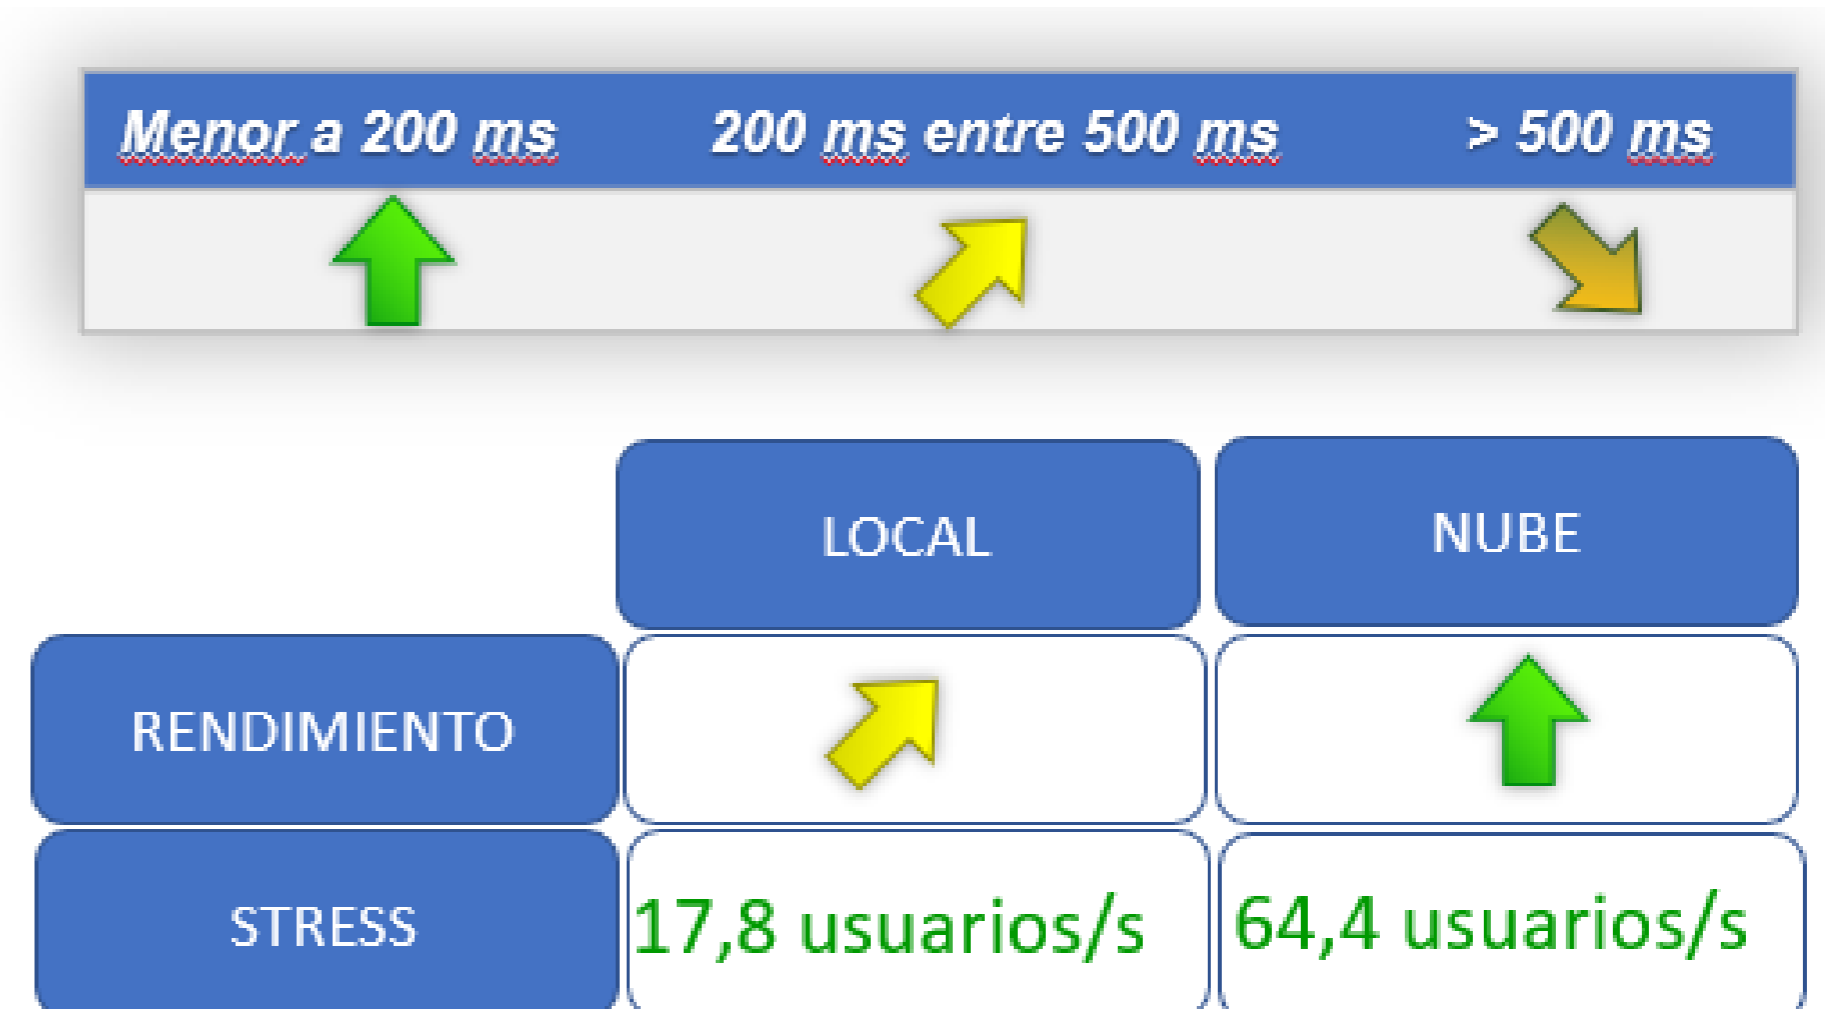 Menor a 200 ms 200 ms entre 500 ms > 500 ms
LOCAL NUBE
RENDIMIENTO
STRESS 17,8 usuarios/s 64,4 usuarios/s